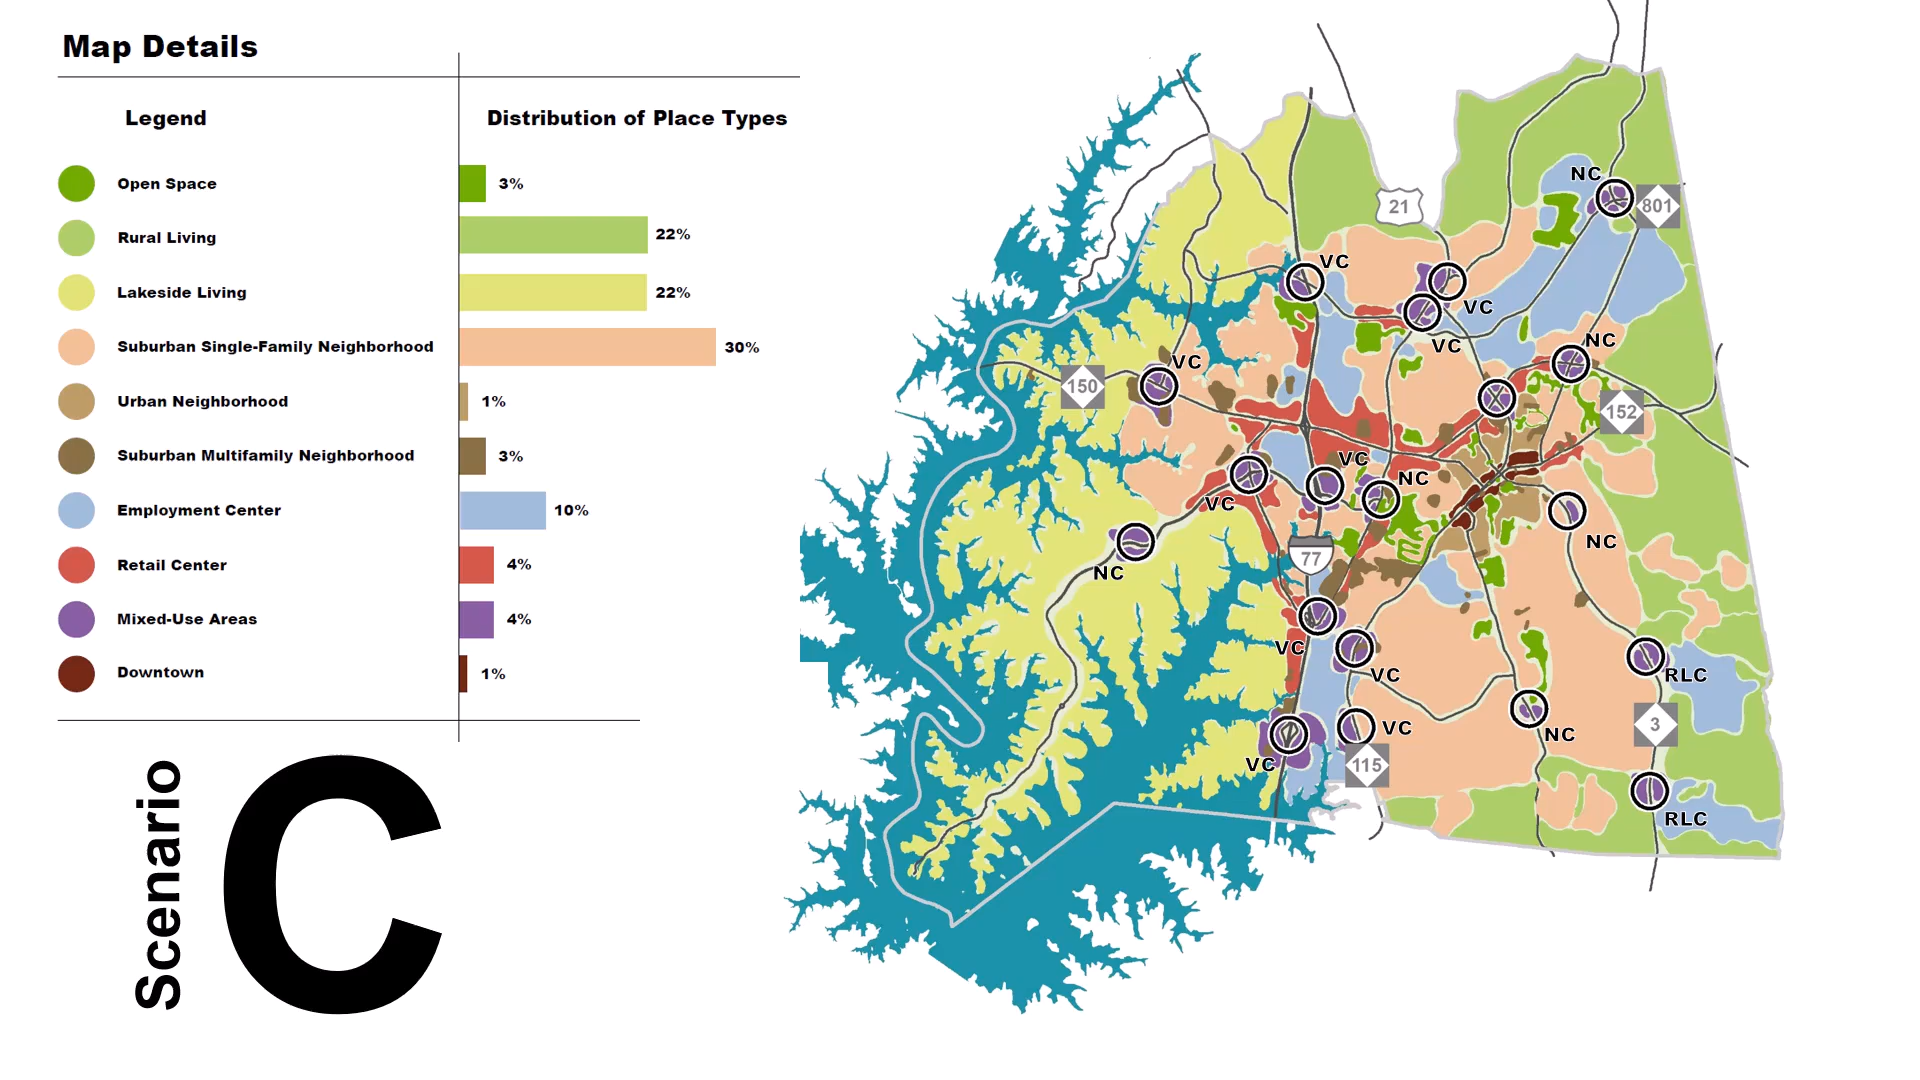 Map Details
Legend
Distribution of Place Types
Open Space
3%
Rural Living
22%
Lakeside Living
22%
Suburban Single-Family Neighborhood
30%
Urban Neighborhood
1%
Suburban Multifamily Neighborhood
3%
Employment Center
10%
Retail Center
4%
Mixed-Use Areas
4%
Downtown
1%
Scenario
C
NC
801
21
VC
VC
VC
NC
VC
150
152
VC
NC
VC
NC
77
NC
VC
VC
RLC
3
VC
NC
VC
115
RLC